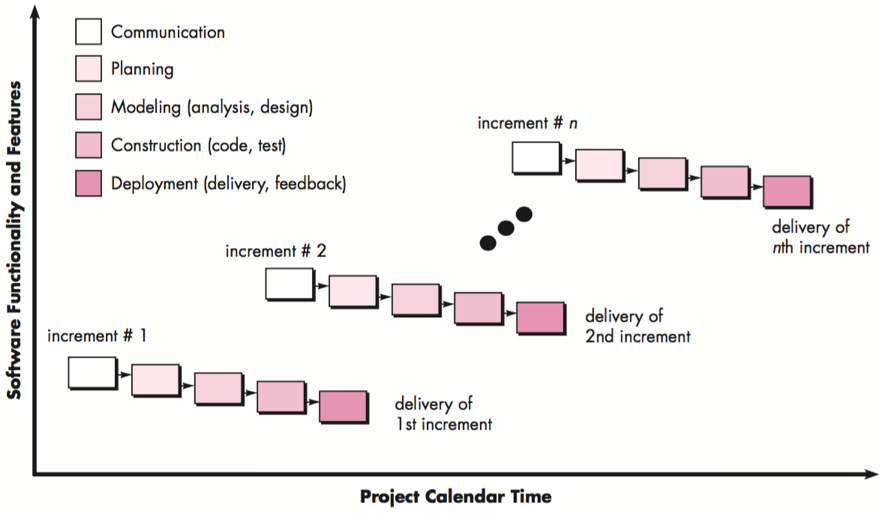 Software Functionality and Features
Communication
Planning
Modeling (analysis, design)
Construction (code, test)
Deployment (delivery, feedback)
increment # n
delivery of
nth increment
increment # 2
delivery of
2nd increment
increment # 1
delivery of
1st increment
Project Calendar Time